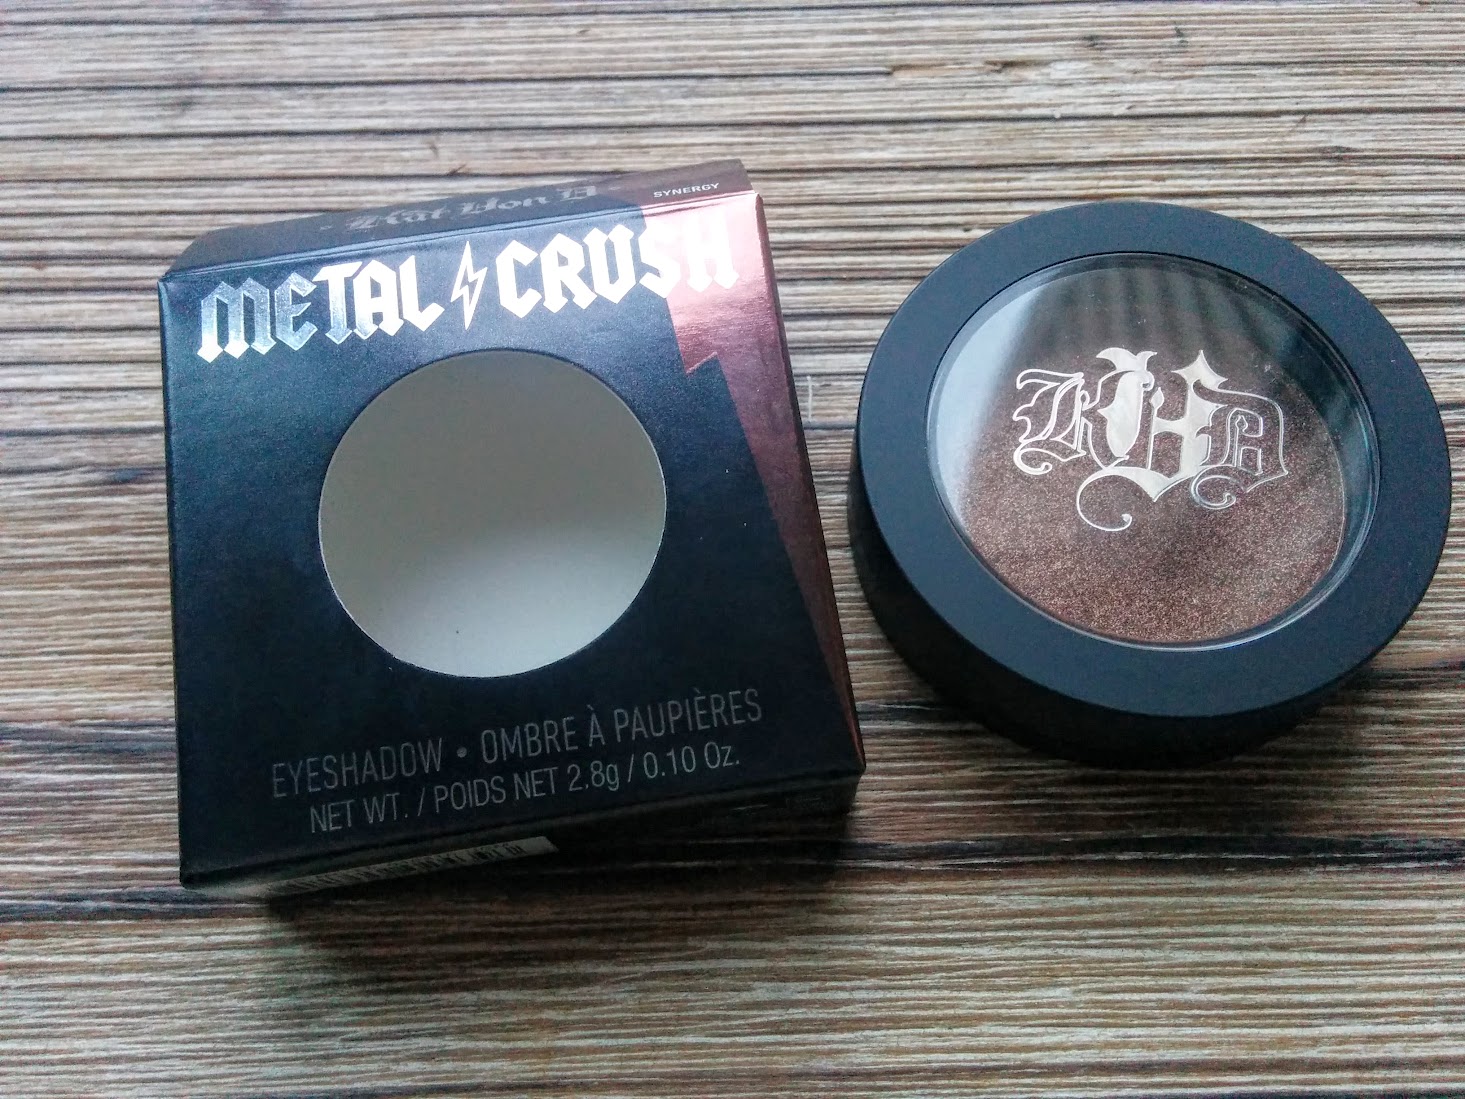 Kat Von D
SYNERGY
METAL CRUSH
EYESHADOW • OMBRE À PAUPIÈRES
NET WT. / POIDS NET 2.8g / 0.10 Oz.
KVD